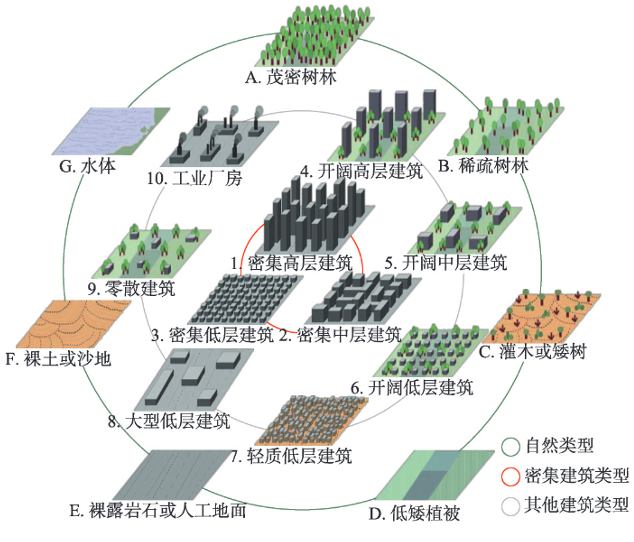 A. 茂密树林
G. 水体
10. 工业厂房
4. 开阔高层建筑
B. 稀疏树林
1. 密集高层建筑
5. 开阔中层建筑
9. 零散建筑
3. 密集低层建筑
2. 密集中层建筑
F. 裸土或沙地
C. 灌木或矮树
6. 开阔低层建筑
8. 大型低层建筑
7. 轻质低层建筑
自然类型
密集建筑类型
其他建筑类型
E. 裸露岩石或人工地面
D. 低矮植被